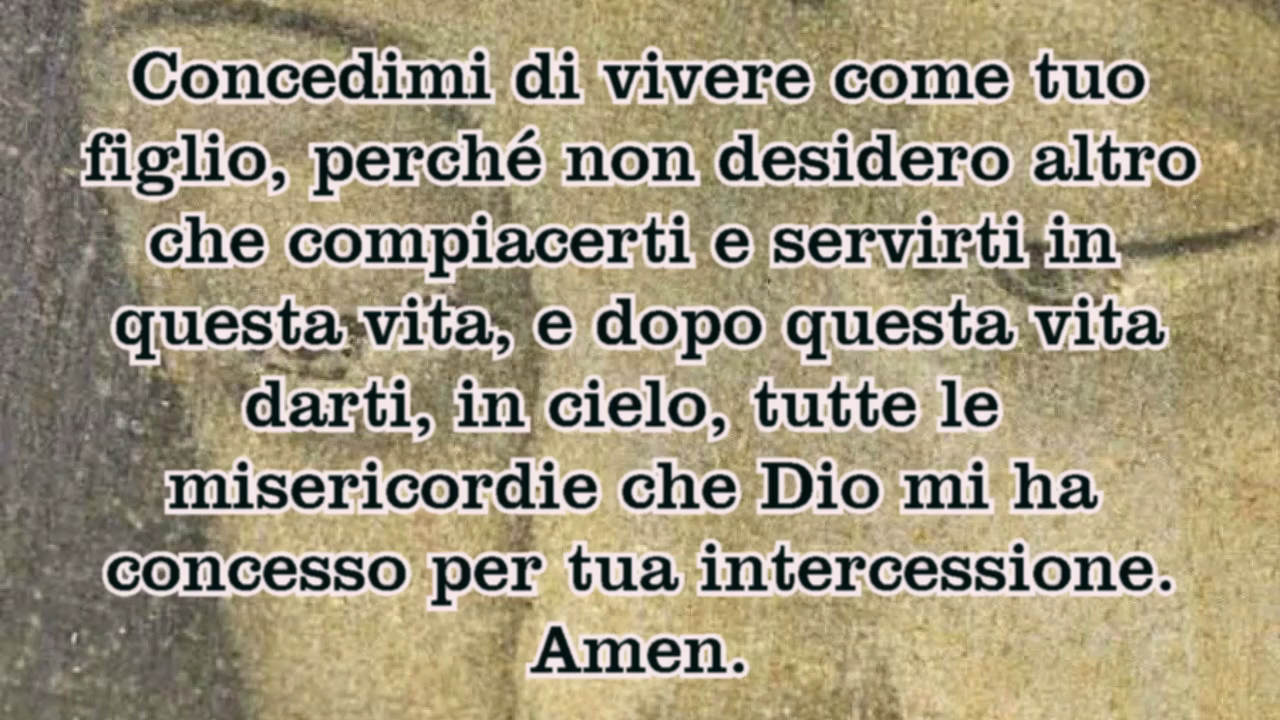 Concedimi di vivere come tuo
figlio, perché non desidero altro
che compiacerti e servirti in
questa vita, e dopo questa vita
darti, in cielo, tutte le
misericordie che Dio mi ha
concesso per tua intercessione.
Amen.